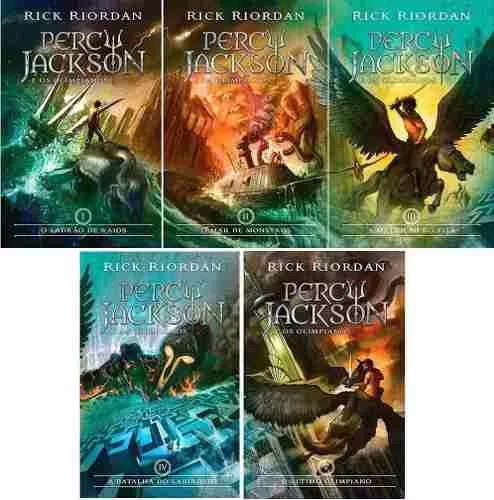 RICK RIORDAN
PERCY
JACKSON
E OS OLIMPIANOS
I
O LADRÃO DE RAIOS
RICK RIORDAN
PERCY
JACKSON
II
O MAR DE MONSTROS
RICK RIORDAN
PERCY
JACKSON
E OS OLIMPIANOS
III
RICK RIORDAN
PERCY
JACKSON
IV
A BATALHA DO LABIRINTO
RICK RIORDAN
PERCY
JACKSON
E OS OLIMPIANOS
V
O ÚLTIMO OLIMPIANO